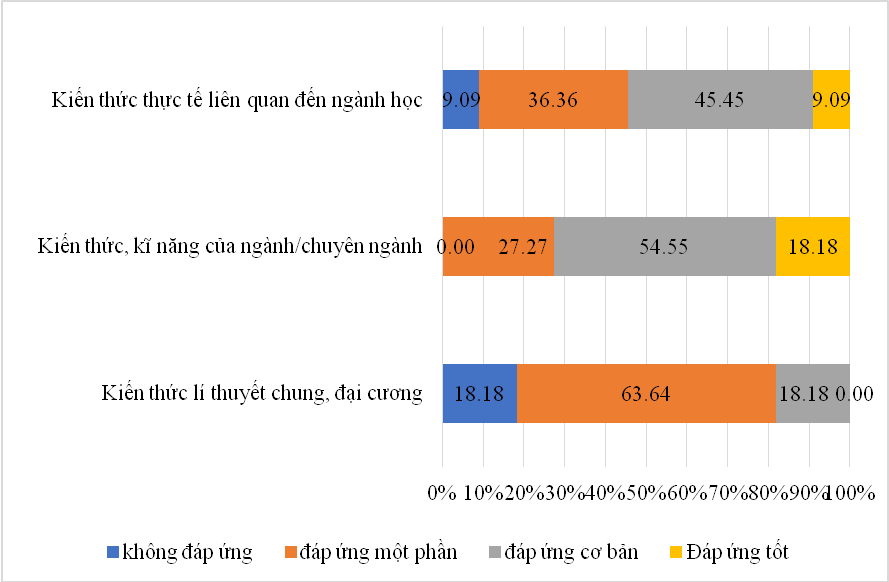 Kiến thức thực tế liên quan đến ngành học
9.09 36.36 45.45 9.09
Kiến thức, kĩ năng của ngành/chuyên ngành
0.00 27.27 54.55 18.18
Kiến thức lí thuyết chung, đại cương
18.18 63.64 18.18 0.00
0% 10% 20% 30% 40% 50% 60% 70% 80% 90% 100%
không đáp ứng đáp ứng một phần đáp ứng cơ bản Đáp ứng tốt